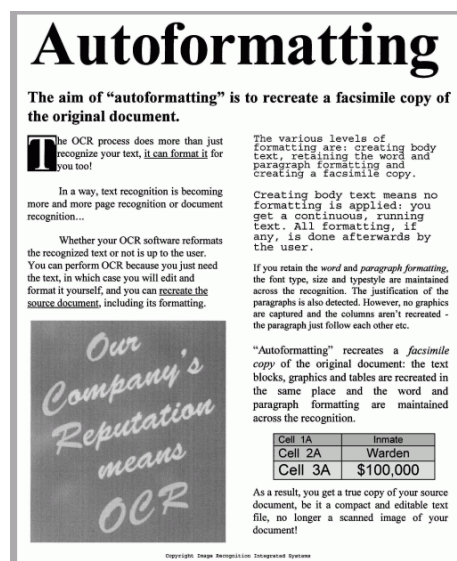 Autoformatting
The aim of “autoformatting” is to recreate a facsimile copy of
the original document.
The OCR process does more than just
recognize your text, it can format it for
you too!
In a way, text recognition is becoming
more and more page recognition or document
recognition...
Whether your OCR software reformats
the recognized text or not is up to the user.
You can perform OCR because you just need
the text, in which case you will edit and
format it yourself, and you can recreate the
source document, including its formatting.
Our
Company's
Reputation
means
OCR
The various levels of
formatting are: creating body
text, retaining the word and
paragraph formatting and
creating a facsimile copy.
Creating body text means no
formatting is applied: you
get a continuous, running
text. All formatting, if
any, is done afterwards by
the user.
If you retain the word and paragraph formatting,
the font type, size and typestyle are maintained
across the recognition. The justification of the
paragraphs is also detected. However, no graphics
are captured and the columns aren't recreated -
the paragraph just follow each other etc.
“Autoformatting” recreates a facsimile
copy of the original document: the text
blocks, graphics and tables are recreated in
the same place and the word and
paragraph formatting are maintained
across the recognition.
Cell 1A Inmate
Cell 2A Warden
Cell 3A $100,000
As a result, you get a true copy of your source
document, be it a compact and editable text
file, no longer a scanned image of your
document!
Copyright Image Recognition Integrated Systems